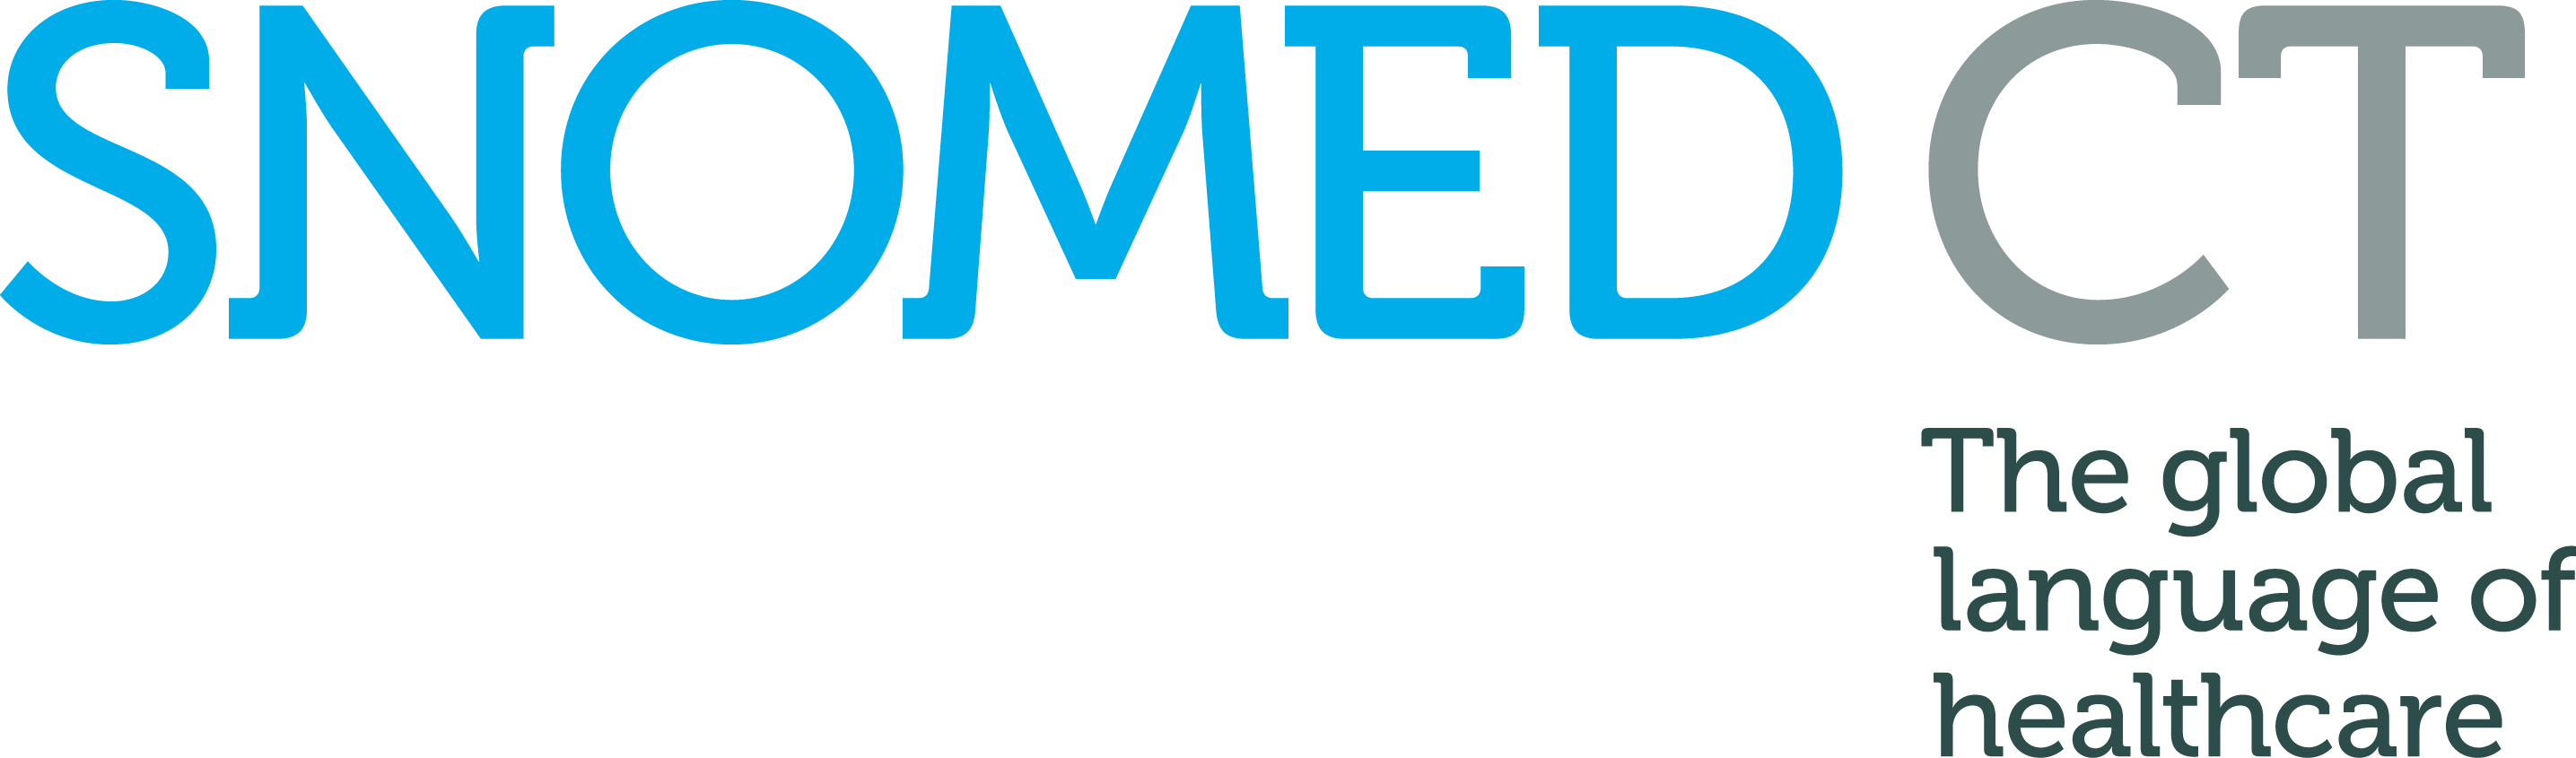 SNOMED CT
The global
language of
healthcare